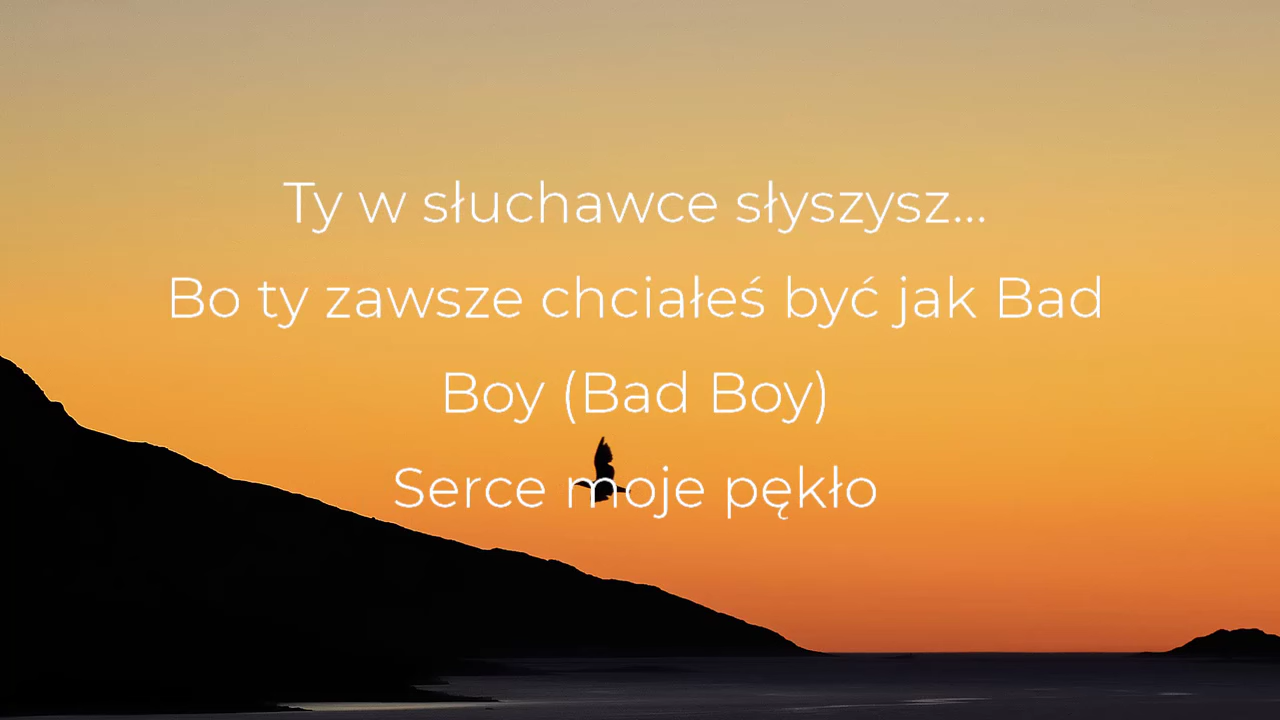 Ty w słuchawce słyszysz...
Bo ty zawsze chciałeś być jak Bad
Boy (Bad Boy)
Serce moje pękło